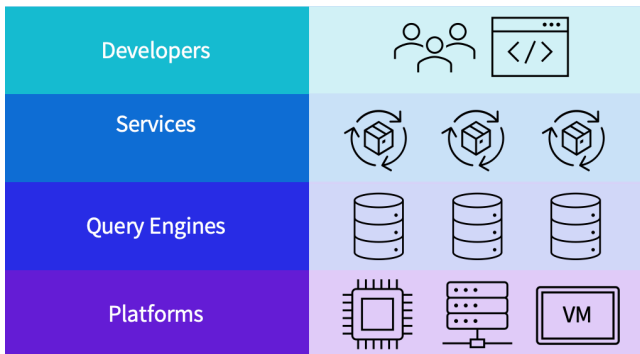 Developers
</>
Services
Query Engines
Platforms
VM